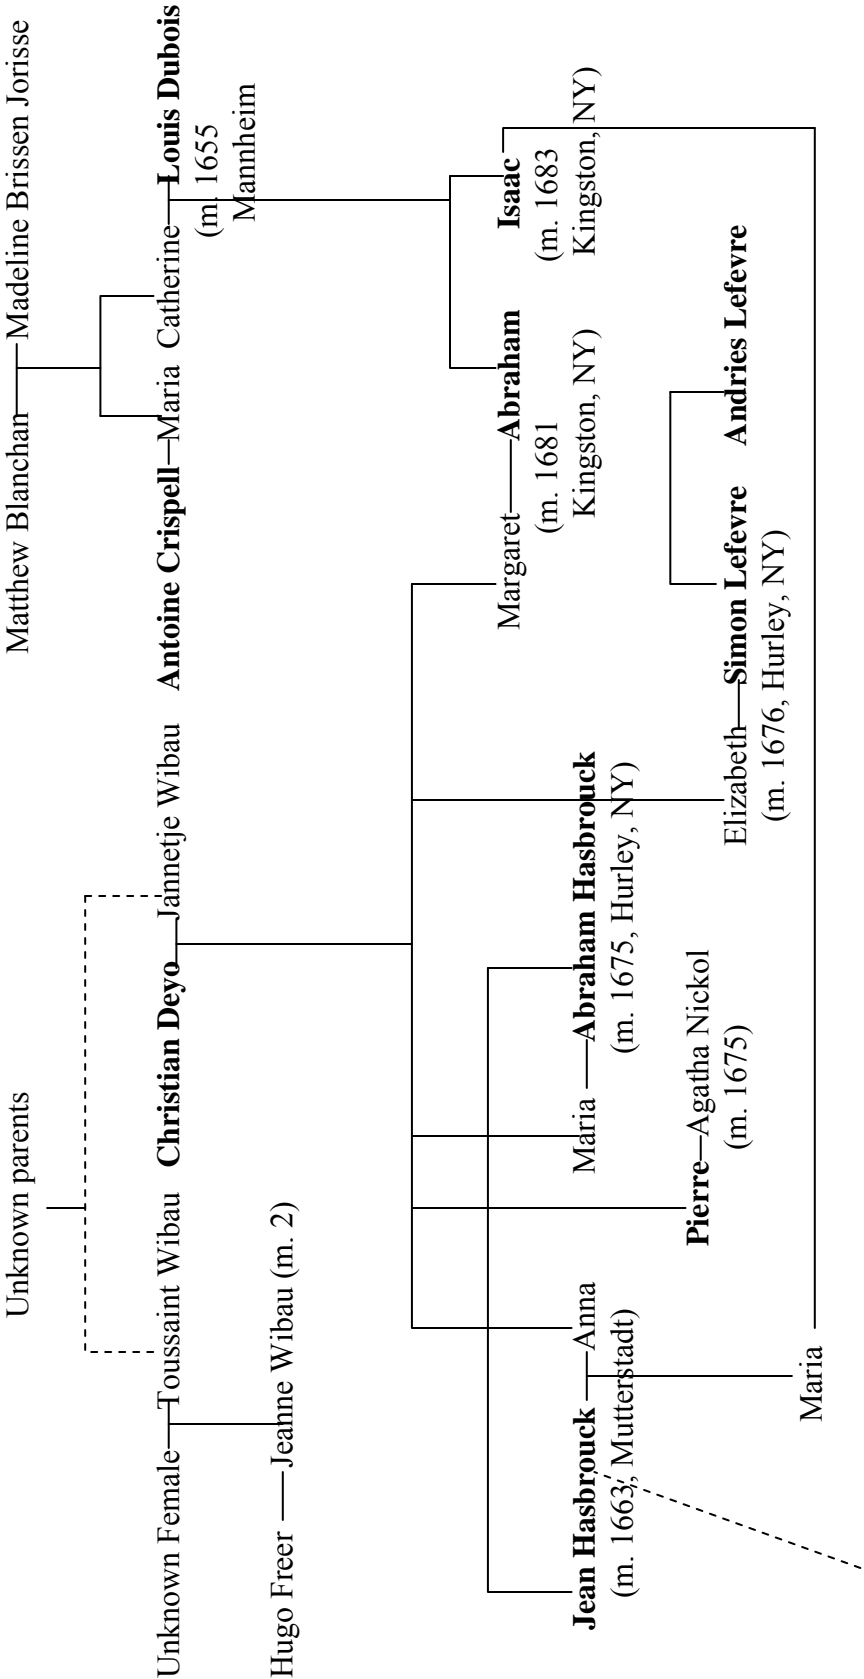 Unknown parents
Matthew Blanchan Madeline Brissen Jorisse
Unknown Female Toussaint Wibau Christian Deyo Jannetje Wibau Antoine Crispell Maria Catherine Louis Dubois
(m. 1655
Mannheim
Hugo Freer Jeanne Wibau (m. 2)
Margaret Abraham
(m. 1681
Kingston, NY)
Isaac
(m. 1683
Kingston, NY)
Jean Hasbrouck Anna
(m. 1663, Mutterstadt)
Maria Abraham Hasbrouck
(m. 1675, Hurley, NY)
Pierre Agatha Nickol
(m. 1675)
Elizabeth Simon Lefevre Andries Lefevre
(m. 1676, Hurley, NY)
Maria